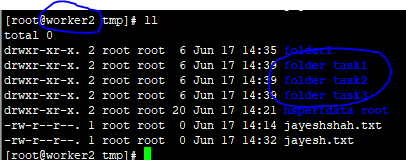 [root@worker2 tmp]# ll
total 0
drwxr-xr-x. 2 root root  6 Jun 17 14:35 folder1
drwxr-xr-x. 2 root root  6 Jun 17 14:39 folder task1
drwxr-xr-x. 2 root root  6 Jun 17 14:39 folder task2
drwxr-xr-x. 2 root root  6 Jun 17 14:39 folder task3
drwxr-xr-x. 2 root root 20 Jun 17 14:21 root
-rw-r--r--. 1 root root  0 Jun 17 14:14 jayeshshah.txt
-rw-r--r--. 1 root root  0 Jun 17 14:32 jayesh.txt
[root@worker2 tmp]#